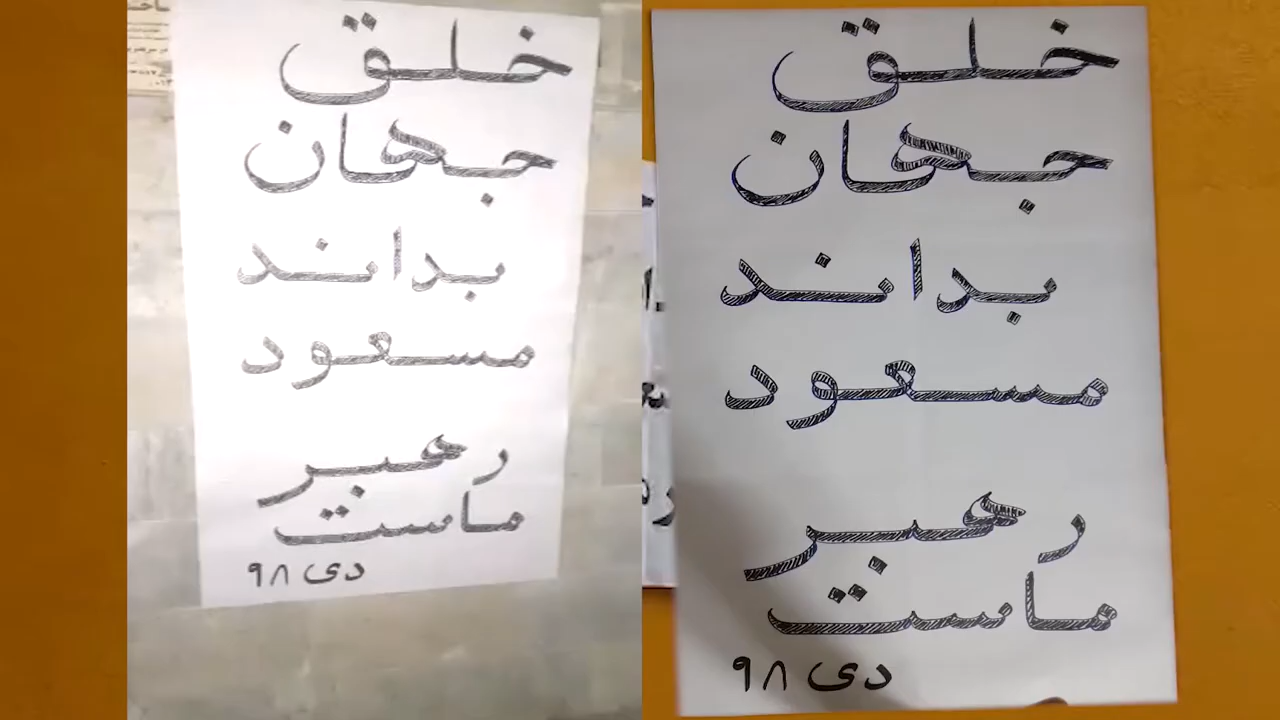 خلق
جهان
بداند
مسعود
رهبر
ماست
دی ۹۸
خلق
جهان
بداند
مسعود
رهبر
ماست
دی ۹۸